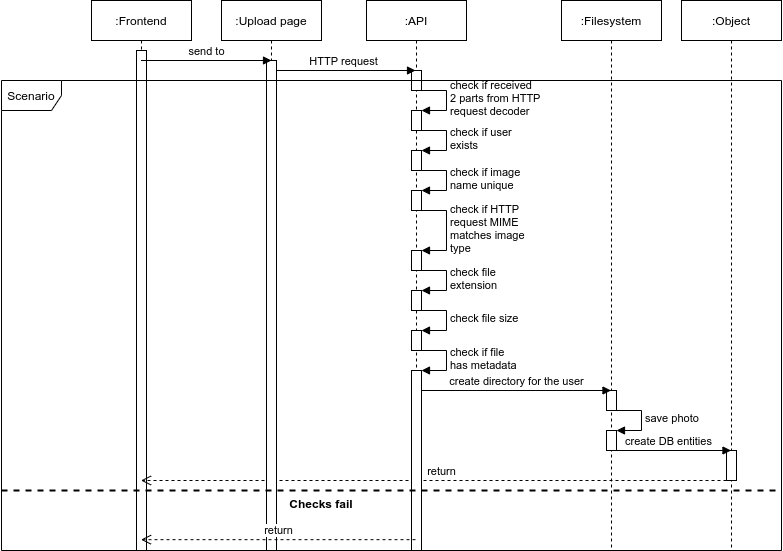 :Frontend
:Upload page
:API
:Filesystem
:Object
send to
HTTP request
Scenario
check if received
2 parts from HTTP
request decoder
check if user
exists
check if image
name unique
check if HTTP
request MIME
matches image
type
check file
extension
check file size
check if file
has metadata
create directory for the user
save photo
create DB entities
return
Checks fail
return